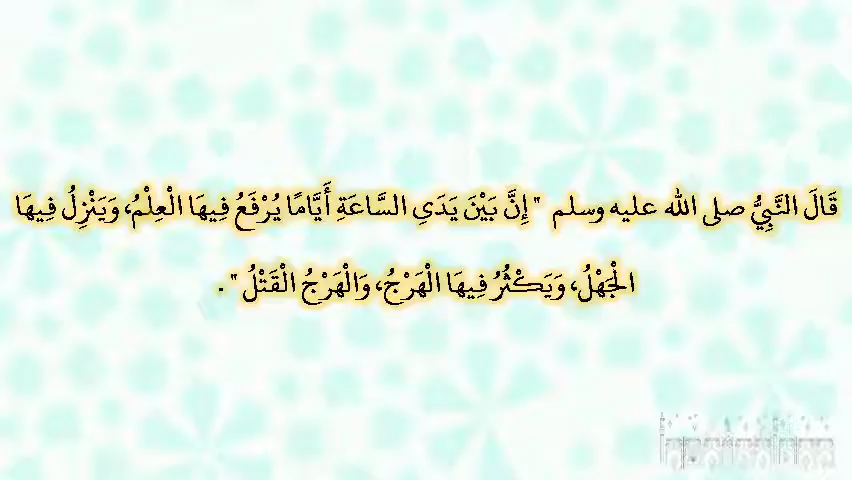 قَالَ النَّبِيُّ صلى الله عليه وسلم " إِنَّ بَيْنَ يَدَىِ السَّاعَةِ أَيَّامًا يُرْفَعُ فِيهَا الْعِلْمُ، وَيَنْزِلُ فِيهَا
الْجَهْلُ، وَيَكْثُرُ فِيهَا الْهَرْجُ، وَالْهَرْجُ الْقَتْلُ " .